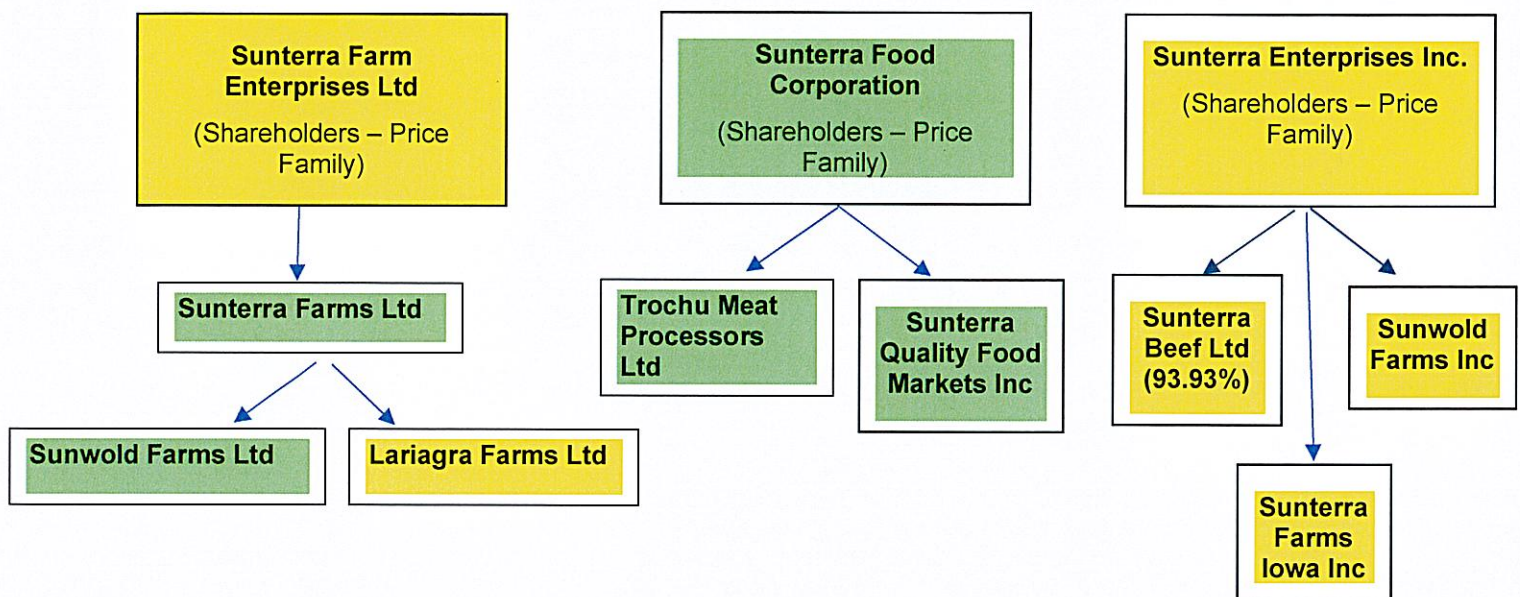 Sunterra Farm
Enterprises Ltd
(Shareholders – Price
Family)
Sunterra Food
Corporation
(Shareholders – Price
Family)
Sunterra Enterprises Inc.
(Shareholders – Price
Family)
Sunterra Farms Ltd
Trochu Meat
Processors
Ltd
Sunterra
Quality Food
Markets Inc
Sunterra
Beef Ltd
(93.93%)
Sunwold
Farms Inc
Sunwold Farms Ltd
Lariagra Farms Ltd
Sunterra
Farms
Iowa Inc